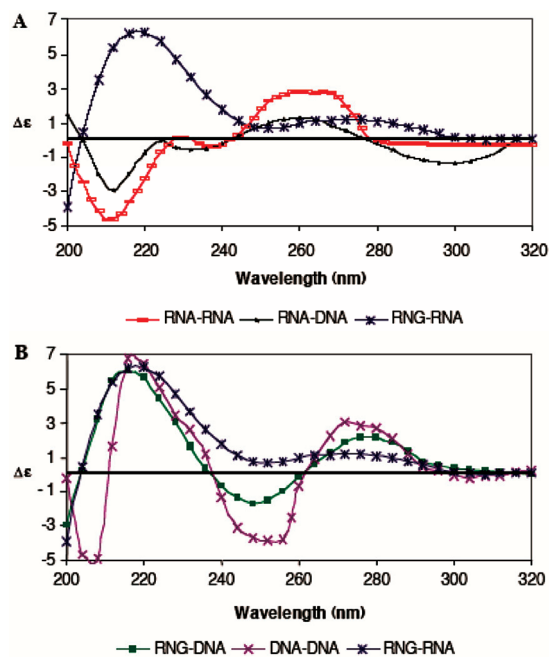 A
7
5
3
Δε
1
-1
-3
-5
200 220 240 260 280 300 320
Wavelength (nm)
RNA-RNA RNA-DNA RNG-RNA
B
7
5
3
1
Δε
-1
-3
-5
200 220 240 260 280 300 320
Wavelength (nm)
RNG-DNA DNA-DNA RNG-RNA